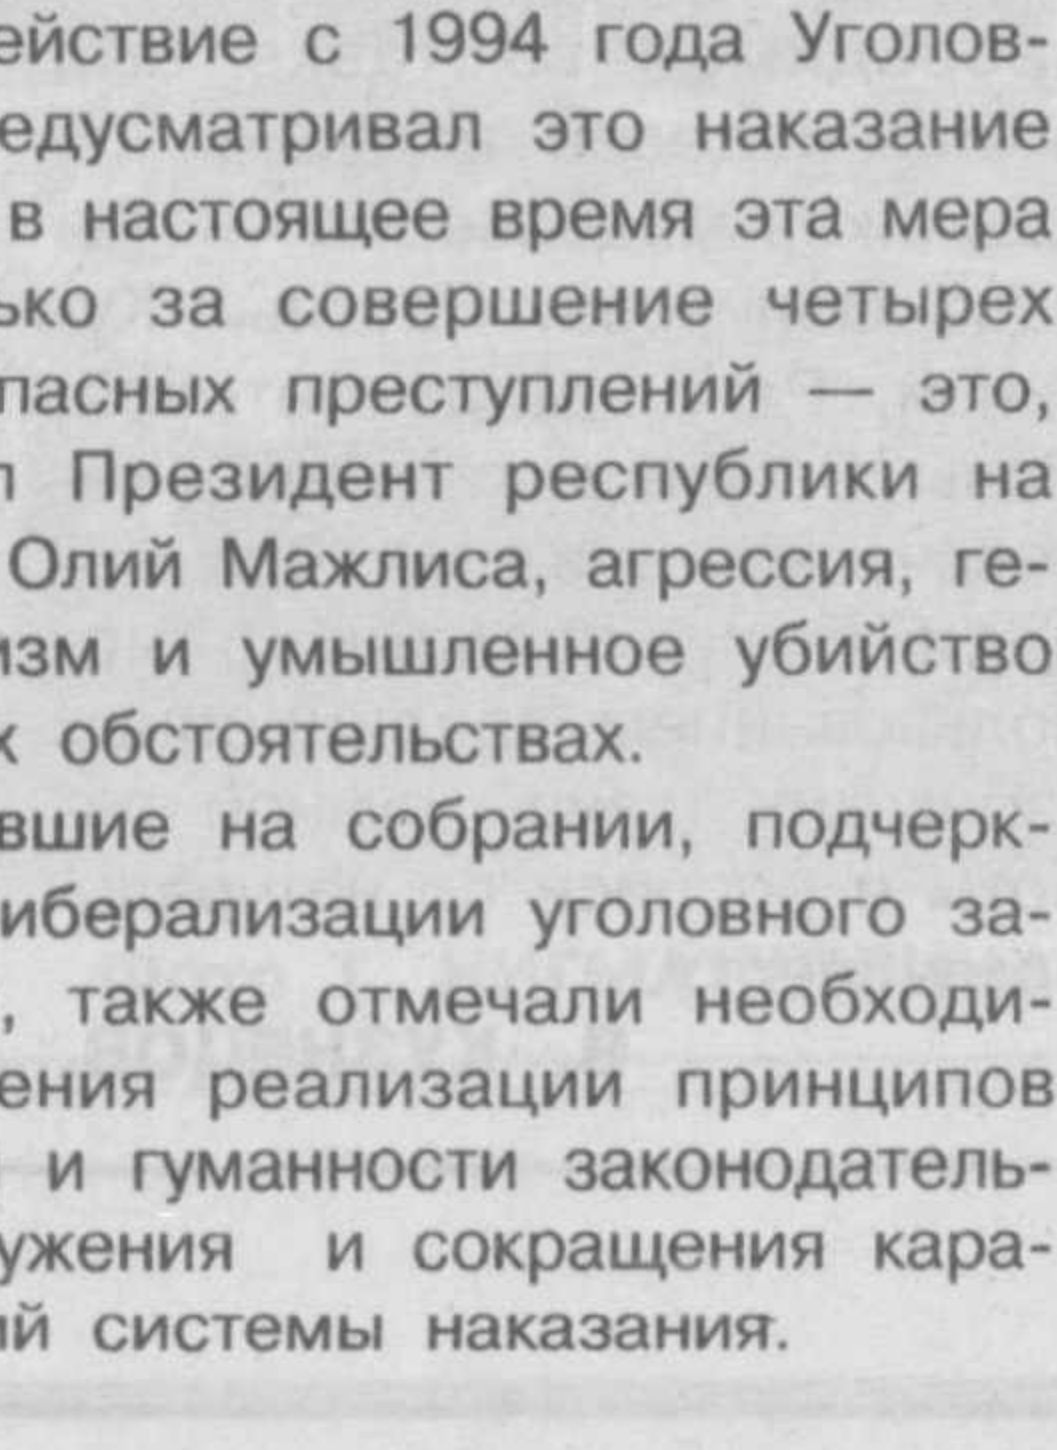 ействие с 1994 года Уголов-
едусматривал это наказание
в настоящее время эта мера
ько за совершение четырех
пасных преступлений — это,
л Президент республики на
Олий Мажлиса, агрессия, ге-
изм и умышленное убийство
х обстоятельствах.
вшие на собрании, подчерк-
иберализации уголовного за-
, также отмечали необходи-
ения реализации принципов
и гуманности законодатель-
ужения и сокращения кара-
ий системы наказания.